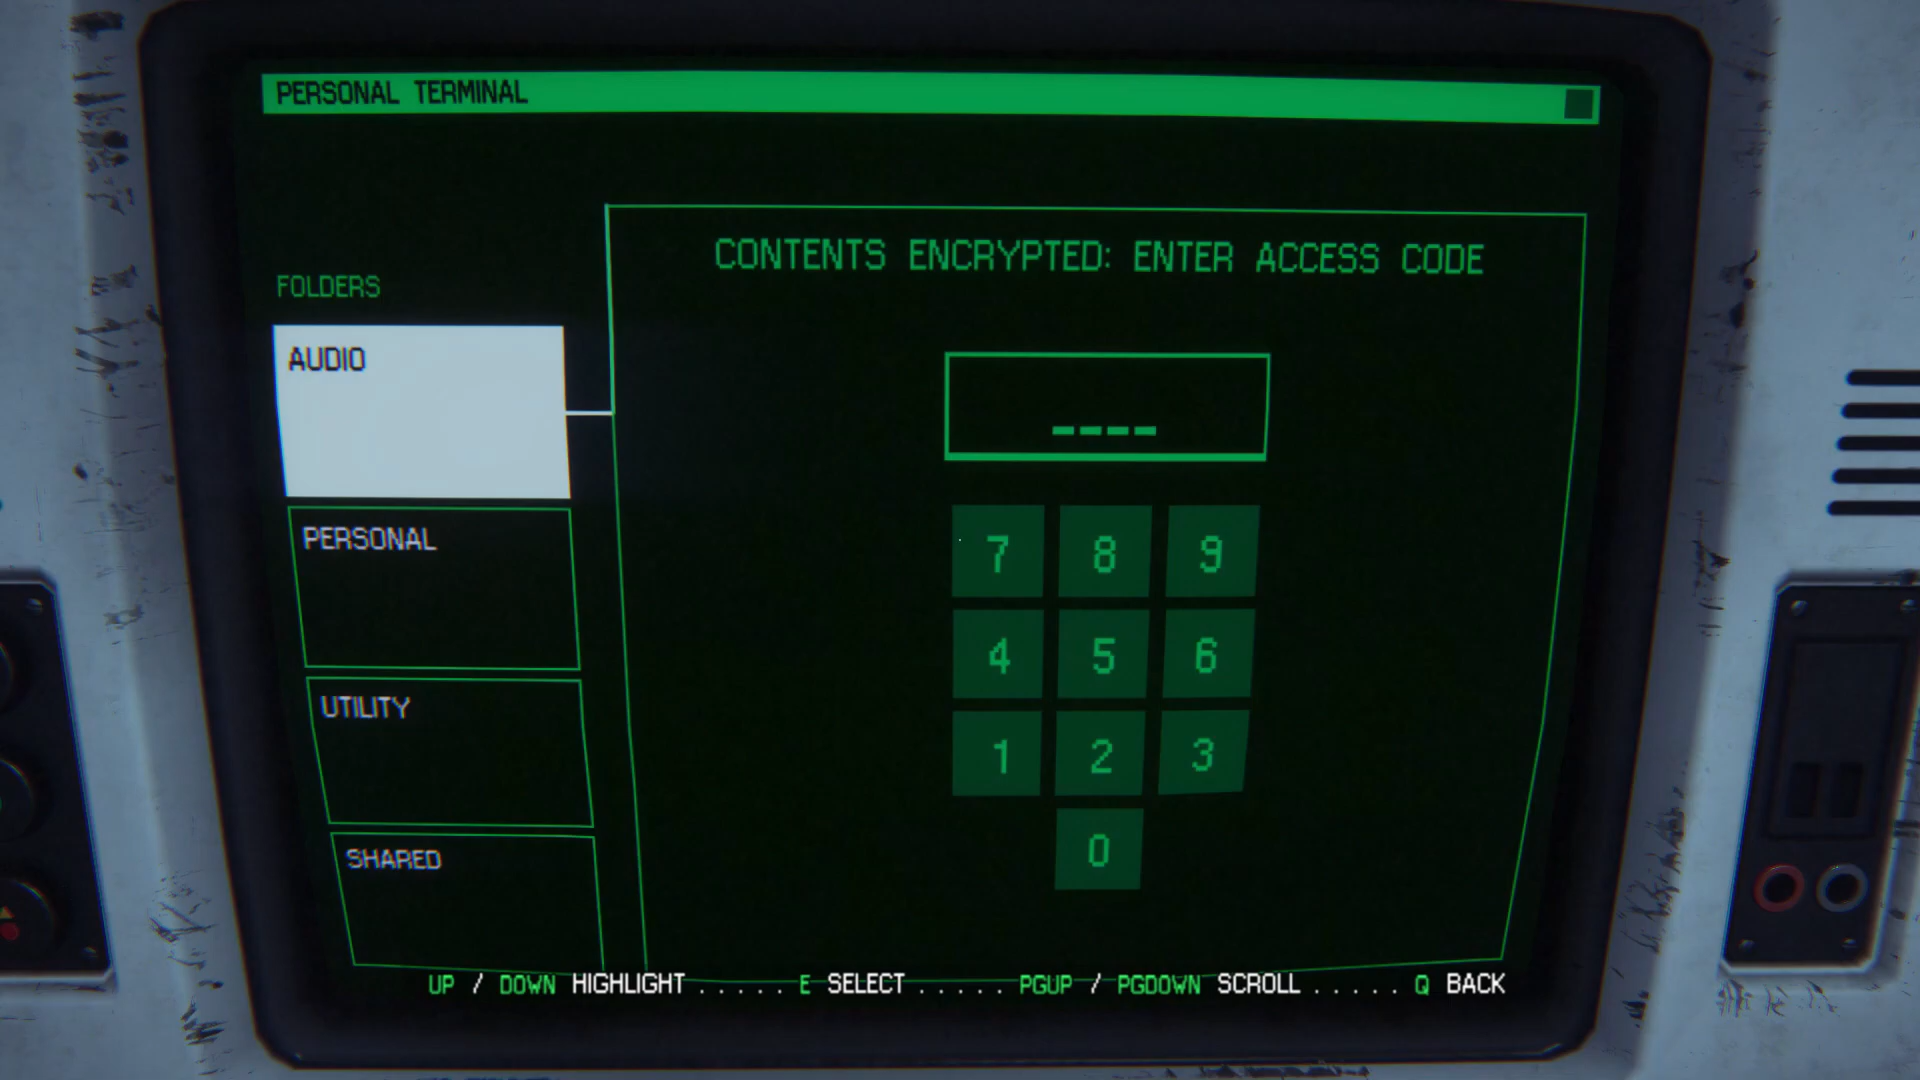 PERSONAL TERMINAL
CONTENTS ENCRYPTED: ENTER ACCESS CODE
FOLDERS
AUDIO
PERSONAL
UTILITY
SHARED
----
7 8 9
4 5 6
1 2 3
0
UP / DOWN HIGHLIGHT ..... E SELECT ..... PGUP / PGDOWN SCROLL ..... Q BACK